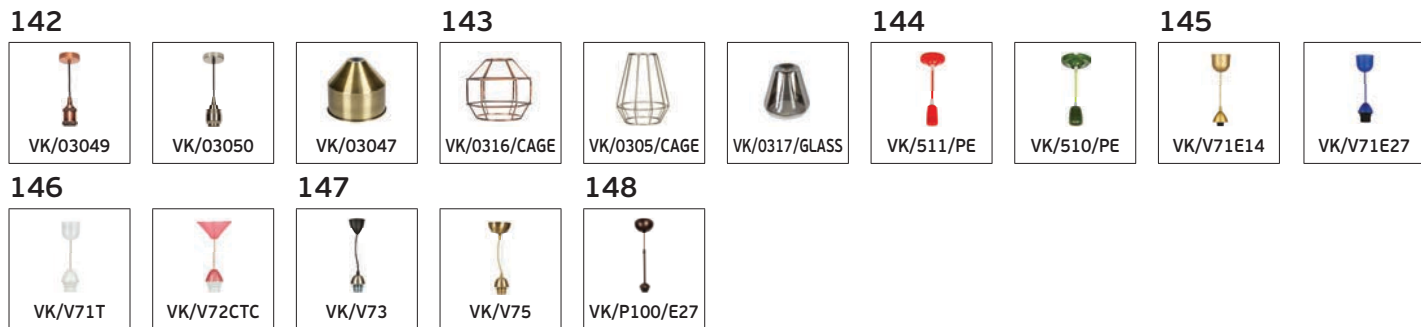 142
143
144
145
VK/03049
VK/03050
VK/03047
VK/0316/CAGE
VK/0305/CAGE
VK/0317/GLASS
VK/511/PE
VK/510/PE
VK/V71E14
VK/V71E27
146
147
148
VK/V71T
VK/V72CTC
VK/V73
VK/V75
VK/P100/E27